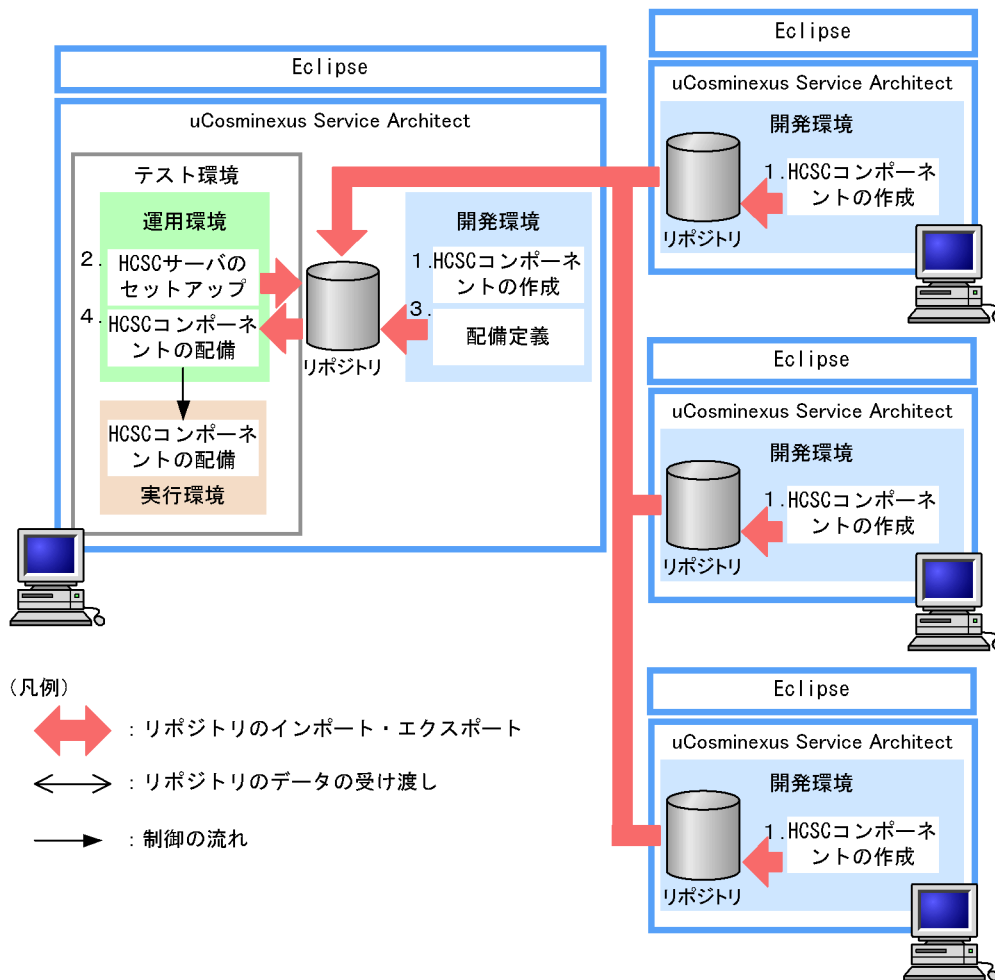 Eclipse
uCosminexus Service Architect
テスト環境
運用環境
2.
HCSCサーバの
セットアップ
4.
HCSCコンポーネ
ントの配備
HCSCコンポーネ
ントの配備
実行環境
リポジトリ
開発環境
1.HCSCコンポーネ
ントの作成
3.
配備定義
Eclipse
uCosminexus Service Architect
開発環境
1.HCSCコンポーネ
ントの作成
リポジトリ
Eclipse
uCosminexus Service Architect
開発環境
1.HCSCコンポーネ
ントの作成
リポジトリ
Eclipse
uCosminexus Service Architect
開発環境
1.HCSCコンポーネ
ントの作成
リポジトリ
(凡例)
：リポジトリのインポート・エクスポート
：リポジトリのデータの受け渡し
：制御の流れ